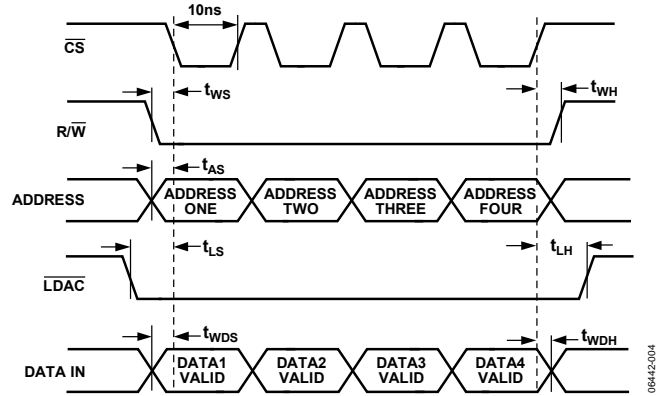 10ns
CS
tWS
tWH
R/W
tAS
ADDRESS
ADDRESS ONE
ADDRESS TWO
ADDRESS THREE
ADDRESS FOUR
tLS
tLH
LDAC
tWDS
tWDH
DATA IN
DATA1 VALID
DATA2 VALID
DATA3 VALID
DATA4 VALID
06442-004